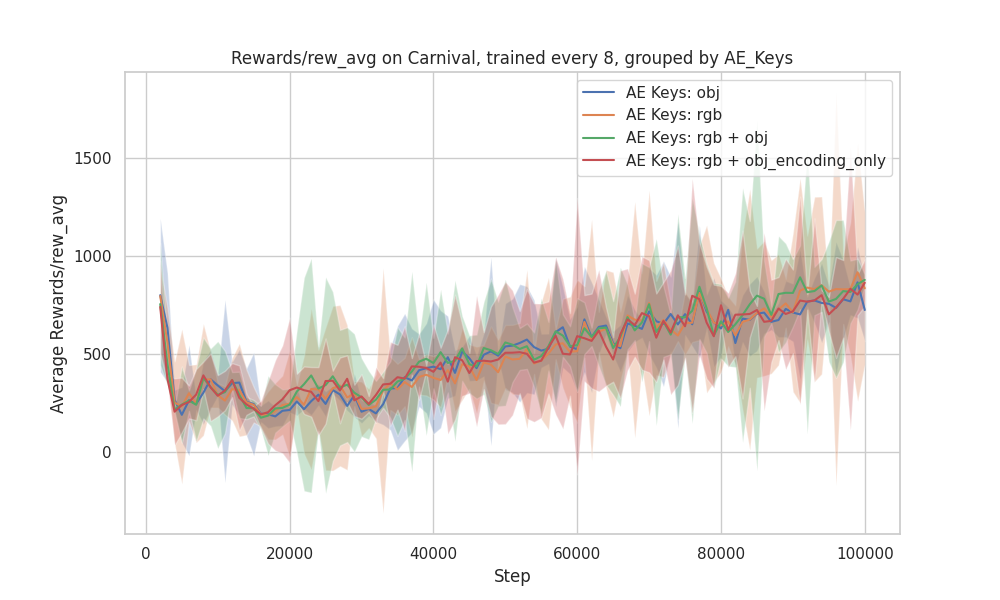 Rewards/rew_avg on Carnival, trained every 8, grouped by AE_Keys
AE Keys: obj
AE Keys: rgb
AE Keys: rgb + obj
AE Keys: rgb + obj_encoding_only
Average Rewards/rew_avg
1500
1000
500
0
0
20000
40000
60000
80000
100000
Step